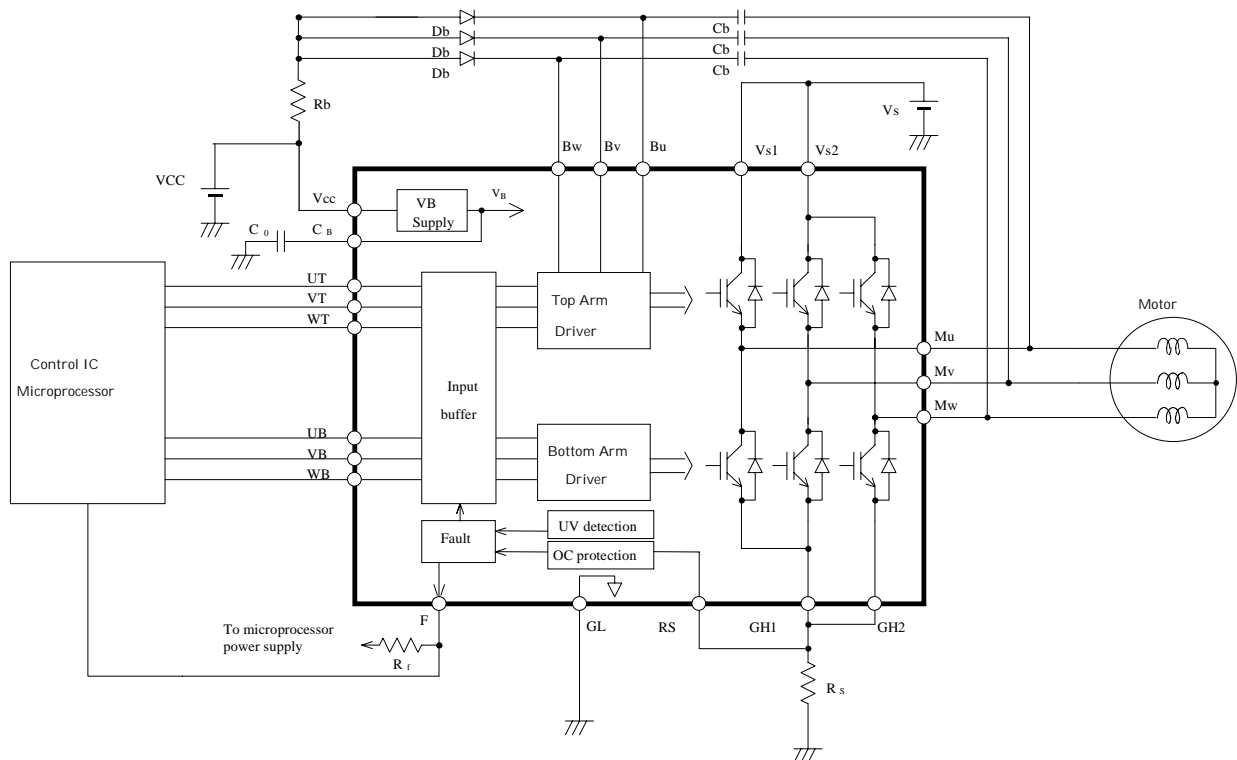 Db
Cb
Db
Cb
Db
Cb
Rb
Vs
VCC
Bw
Bv
Bu
Vs1
Vs2
Vcc
VB
Supply
VB
C0
CB
UT
VT
WT
Top Arm
Driver
Control IC
Microprocessor
Input
buffer
Motor
Mu
Mv
Mw
UB
VB
WB
Bottom Arm
Driver
Fault
UV detection
OC protection
F
GL
RS
GH1
GH2
To microprocessor
power supply
Rf
RS